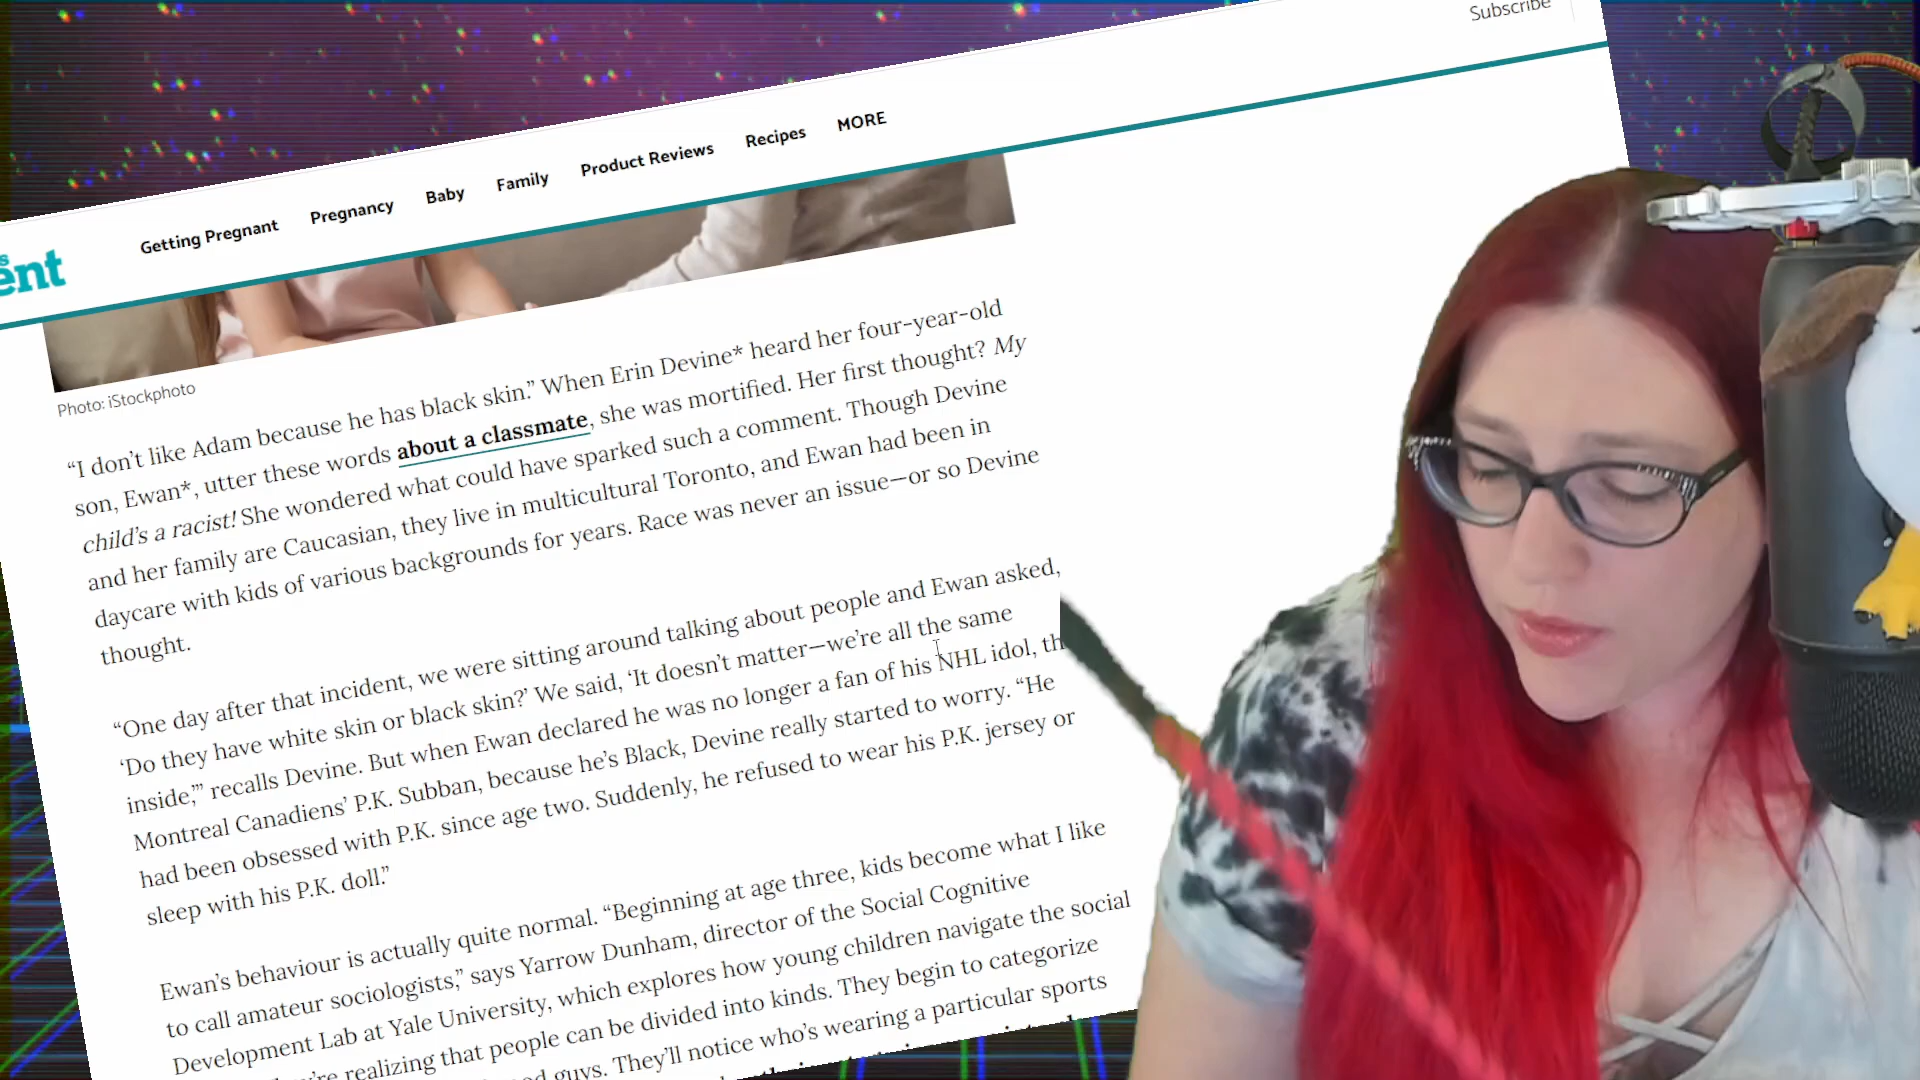 Subscribe
Getting Pregnant Pregnancy Baby Family Product Reviews Recipes MORE
Photo: iStockphoto
“I don’t like Adam because he has black skin.” When Erin Devine* heard her four-year-old
son, Ewan*, utter these words about a classmate, she was mortified. Her first thought? My
child’s a racist! She wondered what could have sparked such a comment. Though Devine
and her family are Caucasian, they live in multicultural Toronto, and Ewan had been in
daycare with kids of various backgrounds for years. Race was never an issue—or so Devine
thought.
“One day after that incident, we were sitting around talking about people and Ewan asked,
‘Do they have white skin or black skin?’ We said, ‘It doesn’t matter—we’re all the same
inside,’” recalls Devine. But when Ewan declared he was no longer a fan of his NHL idol,
Montreal Canadiens’ P.K. Subban, because he’s Black, Devine really started to worry. “He
had been obsessed with P.K. since age two. Suddenly, he refused to wear his P.K. jersey or
sleep with his P.K. doll.”
Ewan’s behaviour is actually quite normal. “Beginning at age three, kids become what I like
to call amateur sociologists,” says Yarrow Dunham, director of the Social Cognitive
Development Lab at Yale University, which explores how young children navigate the social
realizing that people can be divided into kinds. They begin to categorize
guys. They’ll notice who’s wearing a particular sports